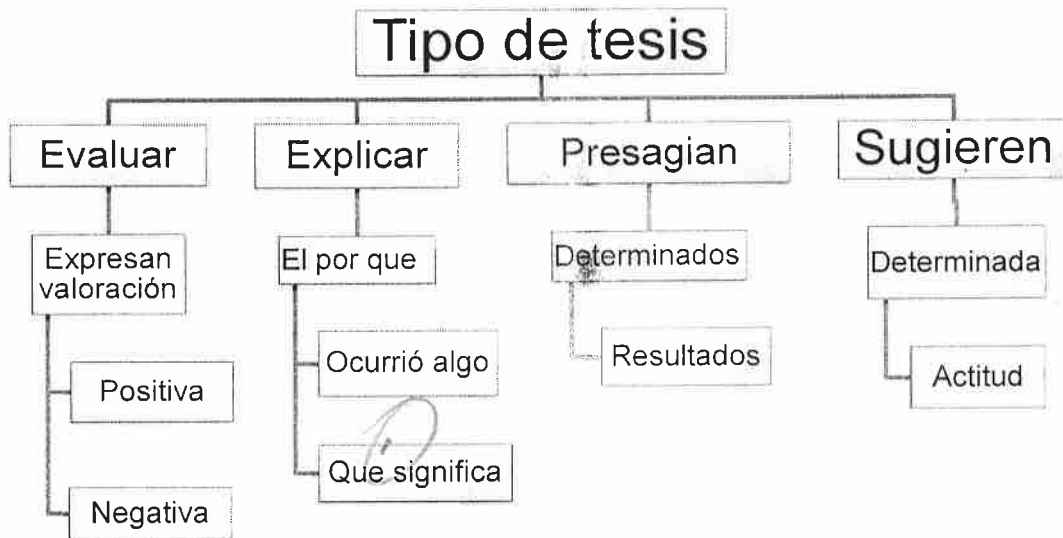 Tipo de tesis
Evaluar
Explicar
Presagian
Sugieren
Expresan
valoración
El por que
Determinados
Determinada
Positiva
Ocurrió algo
Resultados
Actitud
Negativa
Que significa